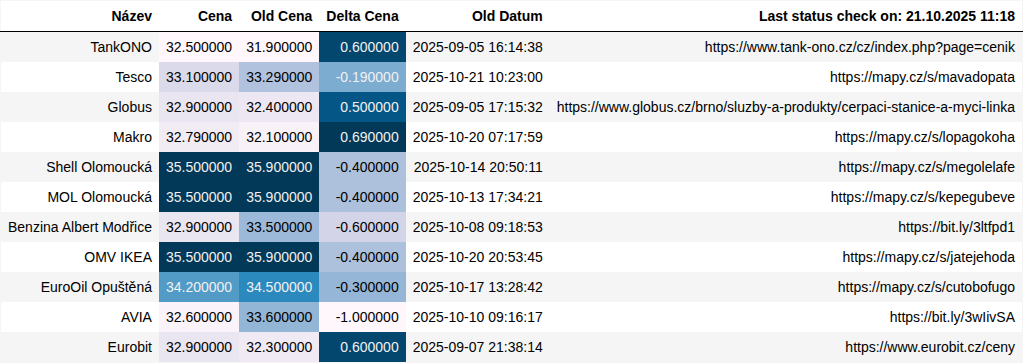 Název Cena Old Cena Delta Cena Old Datum Last status check on: 21.10.2025 11:18
TankONO 32.500000 31.900000 0.600000 2025-09-05 16:14:38 https://www.tank-ono.cz/cz/index.php?page=cenik
Tesco 33.100000 33.290000 -0.190000 2025-10-21 10:23:00 https://mapy.cz/s/mavadopata
Globus 32.900000 32.400000 0.500000 2025-09-05 17:15:32 https://www.globus.cz/brno/sluzby-a-produkty/cerpaci-stanice-a-myci-linka
Makro 32.790000 32.100000 0.690000 2025-10-20 07:17:59 https://mapy.cz/s/lopagokoha
Shell Olomoucká 35.500000 35.900000 -0.400000 2025-10-14 20:50:11 https://mapy.cz/s/megolelafe
MOL Olomoucká 35.500000 35.900000 -0.400000 2025-10-13 17:34:21 https://mapy.cz/s/kepegubeve
Benzina Albert Modřice 32.900000 33.500000 -0.600000 2025-10-08 09:18:53 https://bit.ly/3ltfpd1
OMV IKEA 35.500000 35.900000 -0.400000 2025-10-20 20:53:45 https://mapy.cz/s/jatejehoda
EuroOil Opuštěná 34.200000 34.500000 -0.300000 2025-10-17 13:28:42 https://mapy.cz/s/cutobofugo
AVIA 32.600000 33.600000 -1.000000 2025-10-10 09:16:17 https://bit.ly/3wIivSA
Eurobit 32.900000 32.300000 0.600000 2025-09-07 21:38:14 https://www.eurobit.cz/ceny